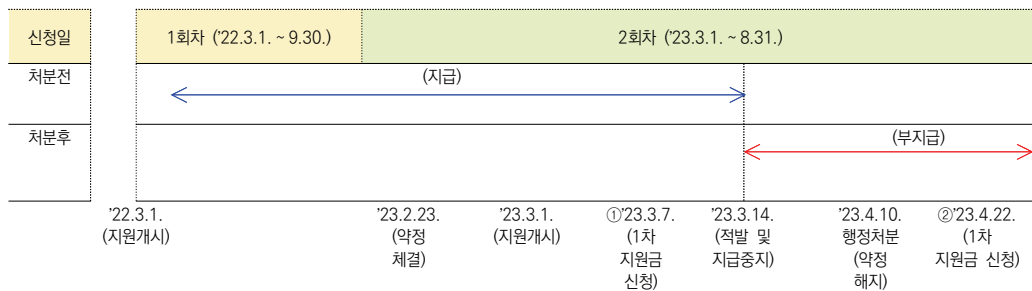 신청일
1회차 ('22.3.1. ~ 9.30.)
2회차 ('23.3.1. ~ 8.31.)
처분전
(지급)
처분후
(부지급)
'22.3.1.
(지원개시)
'23.2.23.
(약정
체결)
'23.3.1.
(지원개시)
①'23.3.7.
(1차
지원금
신청)
'23.3.14.
(적발 및
지급중지)
'23.4.10.
행정처분
(약정
해지)
②'23.4.22.
(1차
지원금 신청)